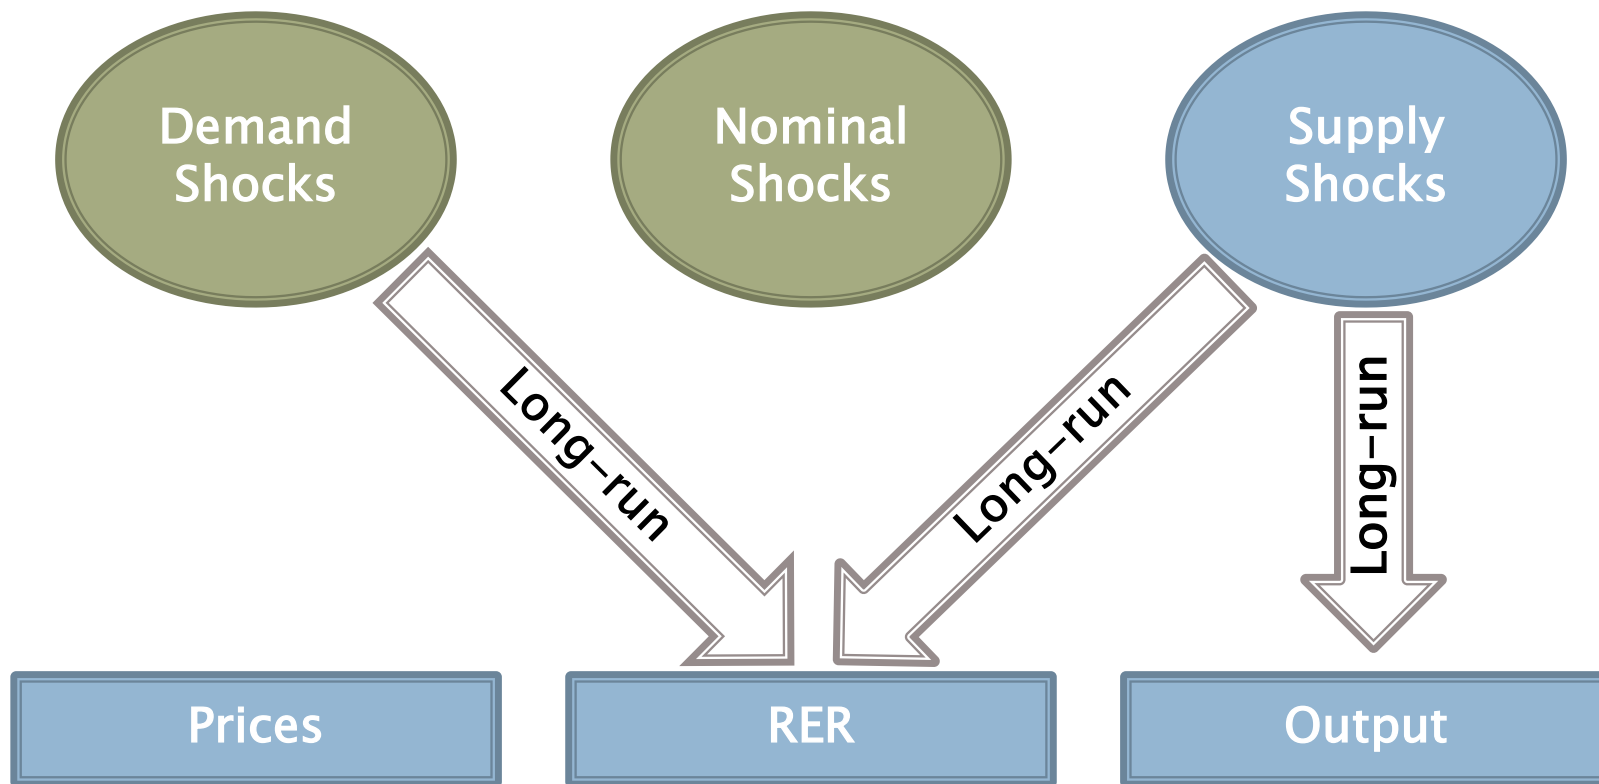 Demand
Shocks
Nominal
Shocks
Supply
Shocks
Long-run
Long-run
Long-run
Prices
RER
Output